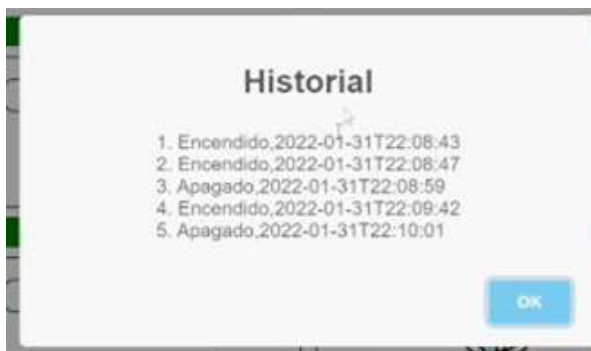 Historial
1. Encendido,2022-01-31T22:08:43
2. Encendido,2022-01-31T22:08:47
3. Apagado,2022-01-31T22:08:59
4. Encendido,2022-01-31T22:09:42
5. Apagado,2022-01-31T22:10:01
OK